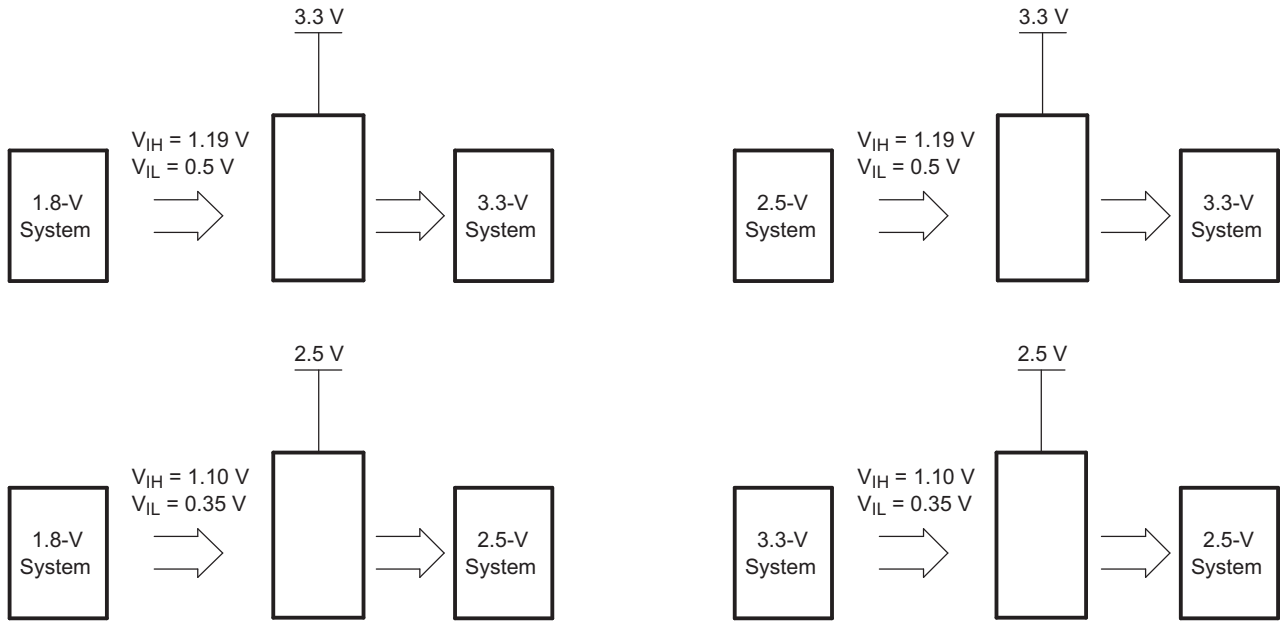 3.3 V
V_IH = 1.19 V
V_IL = 0.5 V
1.8-V
System
3.3-V
System
3.3 V
V_IH = 1.19 V
V_IL = 0.5 V
2.5-V
System
3.3-V
System
2.5 V
V_IH = 1.10 V
V_IL = 0.35 V
1.8-V
System
2.5-V
System
2.5 V
V_IH = 1.10 V
V_IL = 0.35 V
3.3-V
System
2.5-V
System